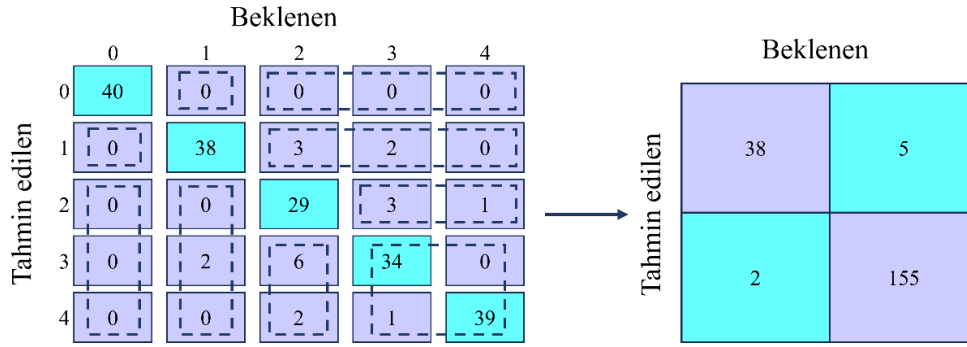 Beklenen
0 1 2 3 4
Tahmin edilen
0 40 0 0 0 0
1 0 38 3 2 0
2 0 0 29 3 1
3 0 2 6 34 0
4 0 0 2 1 39
Beklenen
Tahmin edilen
38 5
2 155